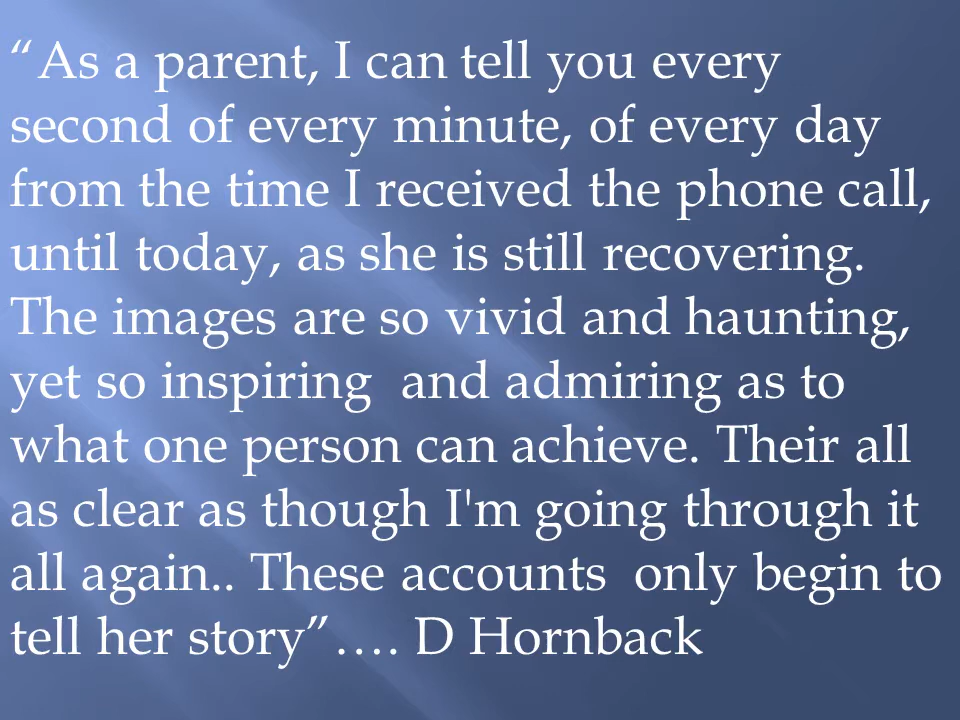 “As a parent, I can tell you every
second of every minute, of every day
from the time I received the phone call,
until today, as she is still recovering.
The images are so vivid and haunting,
yet so inspiring  and admiring as to
what one person can achieve. Their all
as clear as though I'm going through it
all again.. These accounts  only begin to
tell her story”…. D Hornback